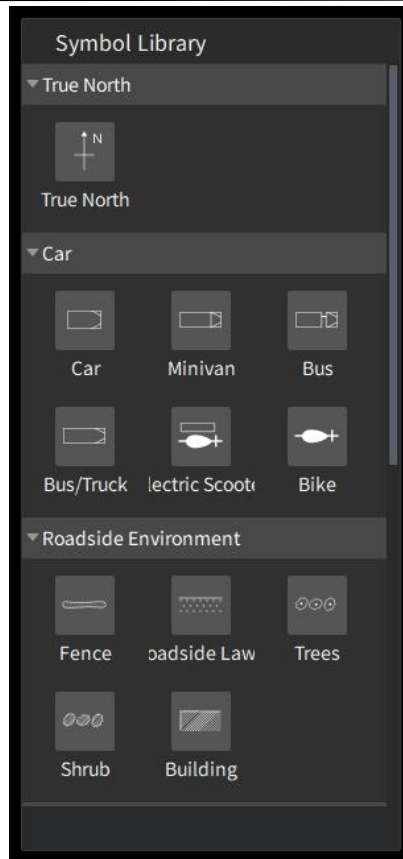 Symbol Library
True North
N
True North
Car
Car Minivan Bus
Bus/Truck lectric Scoote Bike
Roadside Environment
Fence oadside Law Trees
Shrub Building